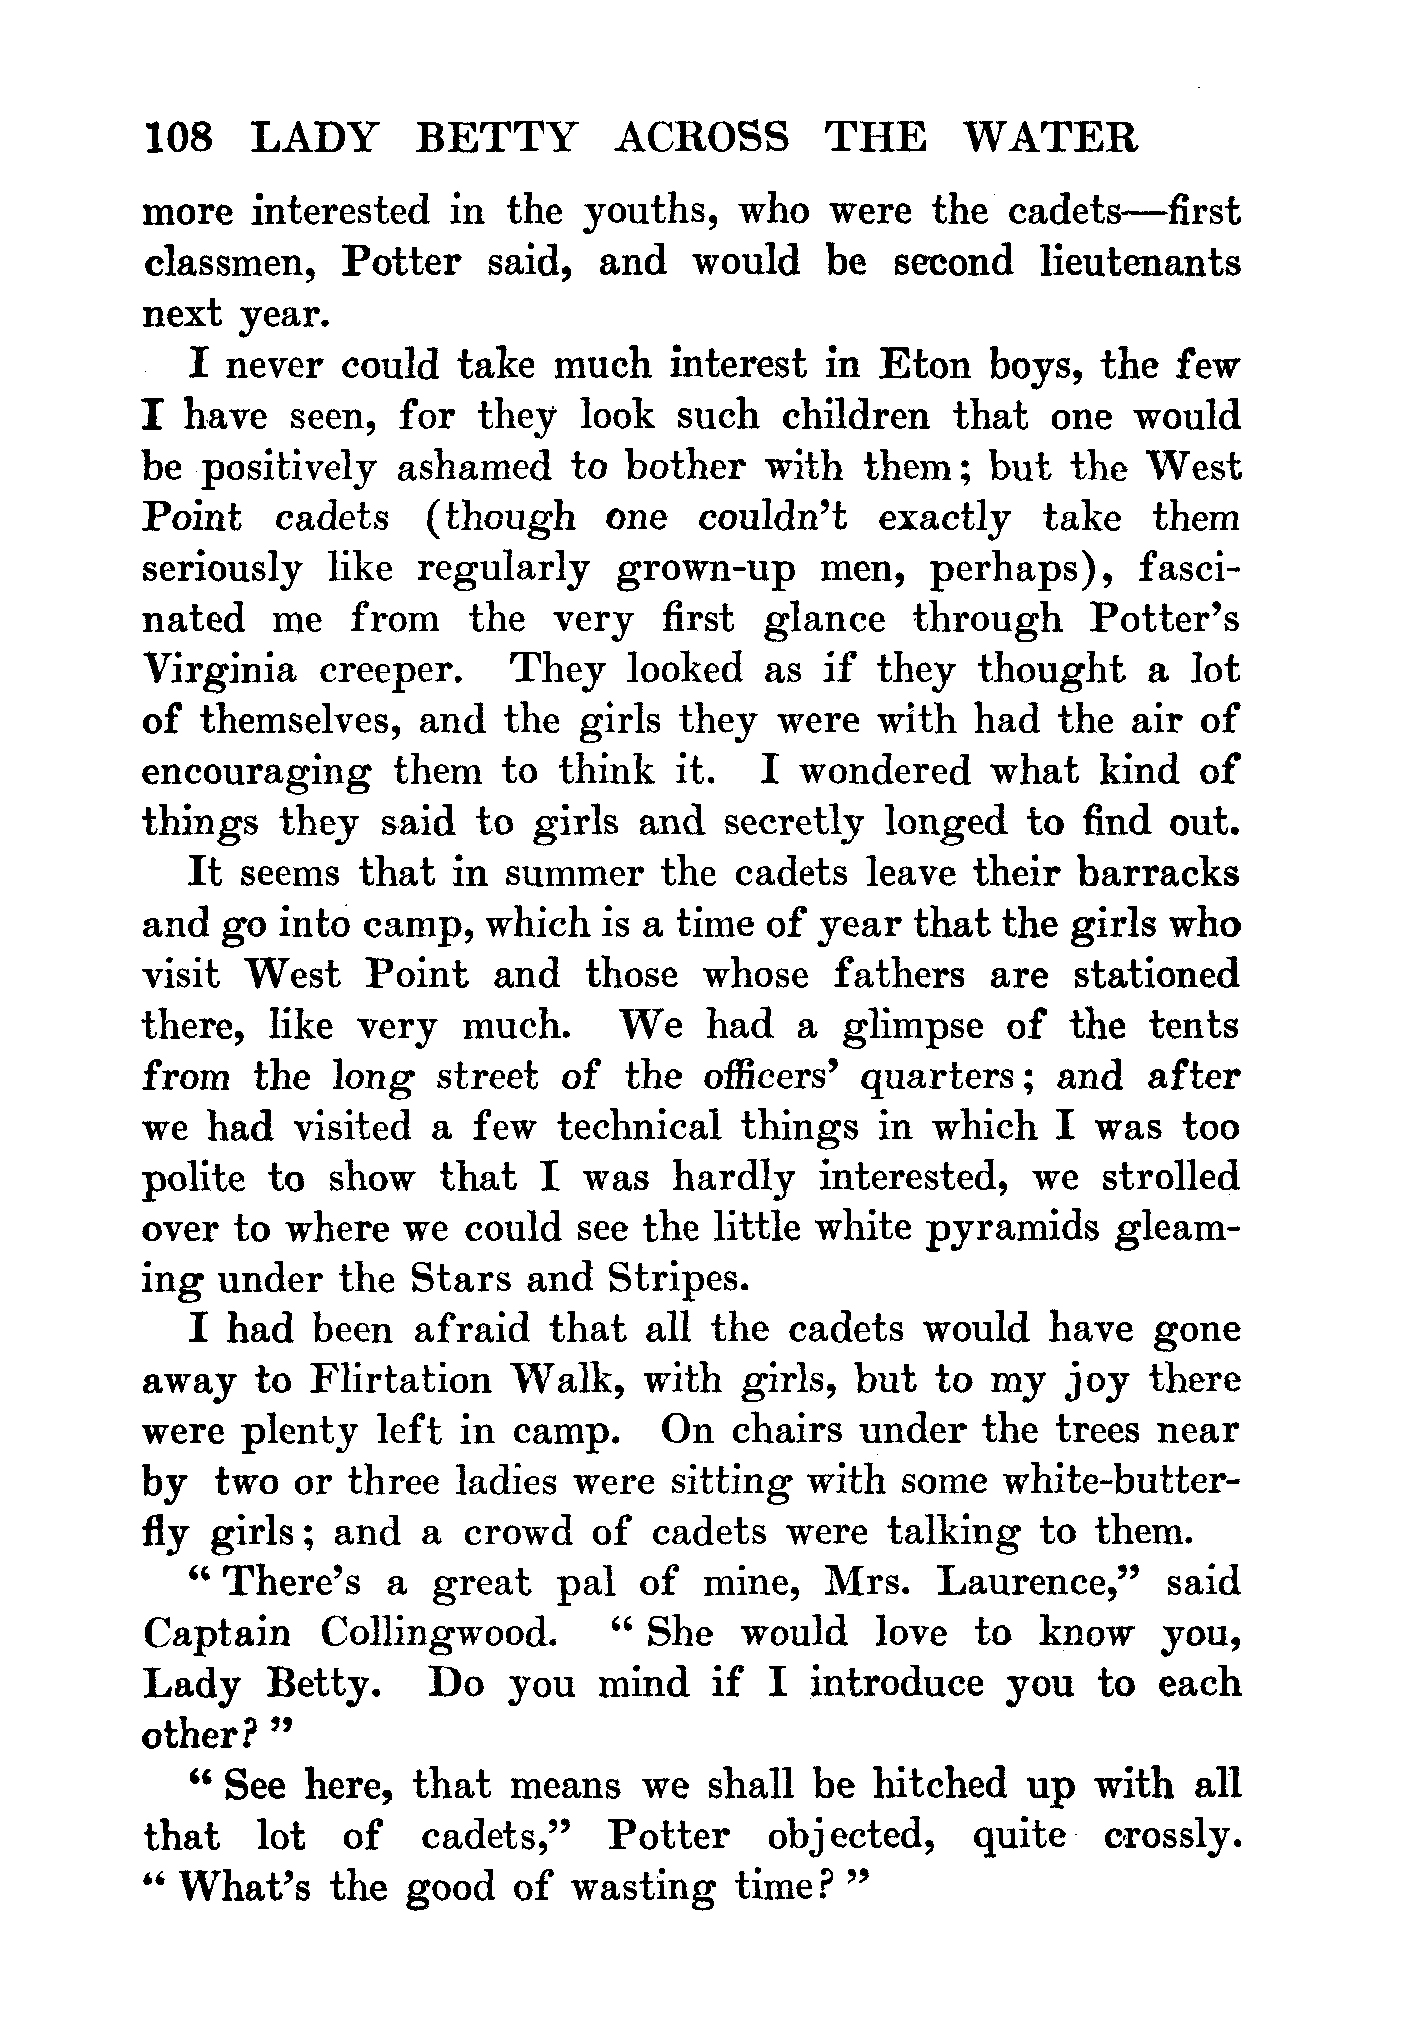 108 LADY BETTY ACROSS THE WATER
more interested in the youths, who were the cadets—first
classmen, Potter said, and would be second lieutenants
next year.
I never could take much interest in Eton boys, the few
I have seen, for they look such children that one would
be positively ashamed to bother with them; but the West
Point cadets (though one couldn't exactly take them
seriously like regularly grown-up men, perhaps), fasci-
nated me from the very first glance through Potter's
Virginia creeper. They looked as if they thought a lot
of themselves, and the girls they were with had the air of
encouraging them to think it. I wondered what kind of
things they said to girls and secretly longed to find out.
It seems that in summer the cadets leave their barracks
and go into camp, which is a time of year that the girls who
visit West Point and those whose fathers are stationed
there, like very much. We had a glimpse of the tents
from the long street of the officers' quarters; and after
we had visited a few technical things in which I was too
polite to show that I was hardly interested, we strolled
over to where we could see the little white pyramids gleam-
ing under the Stars and Stripes.
I had been afraid that all the cadets would have gone
away to Flirtation Walk, with girls, but to my joy there
were plenty left in camp. On chairs under the trees near
by two or three ladies were sitting with some white-butter-
fly girls; and a crowd of cadets were talking to them.
"There's a great pal of mine, Mrs. Laurence," said
Captain Collingwood. "She would love to know you,
Lady Betty. Do you mind if I introduce you to each
other?"
"See here, that means we shall be hitched up with all
that lot of cadets," Potter objected, quite crossly.
"What's the good of wasting time?"